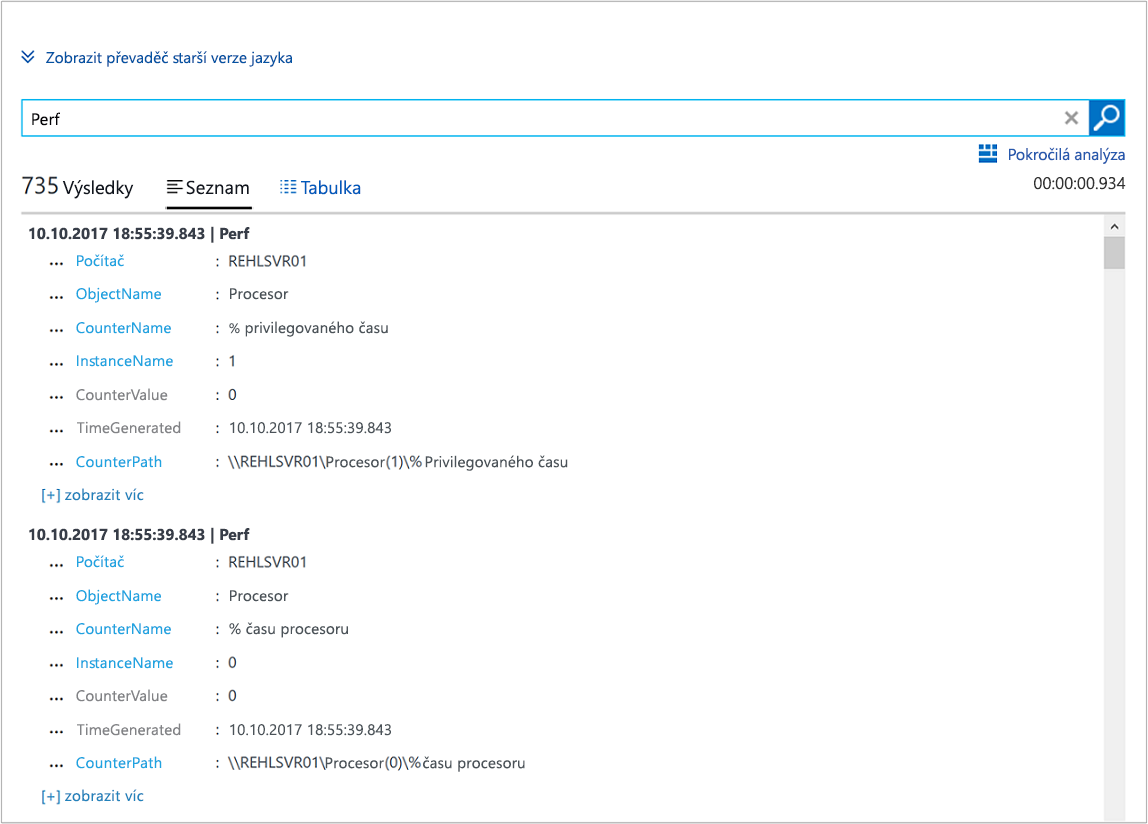 Zobrazit převaděč starší verze jazyka
Perf
Pokročilá analýza
735 Výsledky Seznam Tabulka 00:00:00.934
10.10.2017 18:55:39.843 | Perf
... Počítač : REHLSVR01
... ObjectName : Procesor
... CounterName : % privilegovaného času
... InstanceName : 1
... CounterValue : 0
... TimeGenerated : 10.10.2017 18:55:39.843
... CounterPath : \\REHLSVR01\Procesor(1)\% Privilegovaného času
[+] zobrazit víc
10.10.2017 18:55:39.843 | Perf
... Počítač : REHLSVR01
... ObjectName : Procesor
... CounterName : % času procesoru
... InstanceName : 0
... CounterValue : 0
... TimeGenerated : 10.10.2017 18:55:39.843
... CounterPath : \\REHLSVR01\Procesor(0)\%času procesoru
[+] zobrazit víc